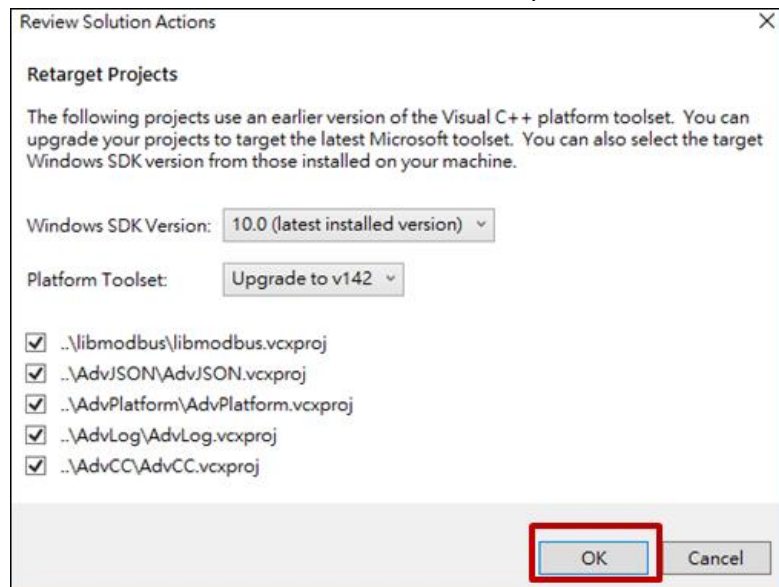 Review Solution Actions
Retarget Projects
The following projects use an earlier version of the Visual C++ platform toolset. You can
upgrade your projects to target the latest Microsoft toolset. You can also select the target
Windows SDK version from those installed on your machine.
Windows SDK Version: 10.0 (latest installed version)
Platform Toolset: Upgrade to v142
..\libmodbus\libmodbus.vcxproj
..\AdvJSON\AdvJSON.vcxproj
..\AdvPlatform\AdvPlatform.vcxproj
..\AdvLog\AdvLog.vcxproj
..\AdvCC\AdvCC.vcxproj
OK Cancel